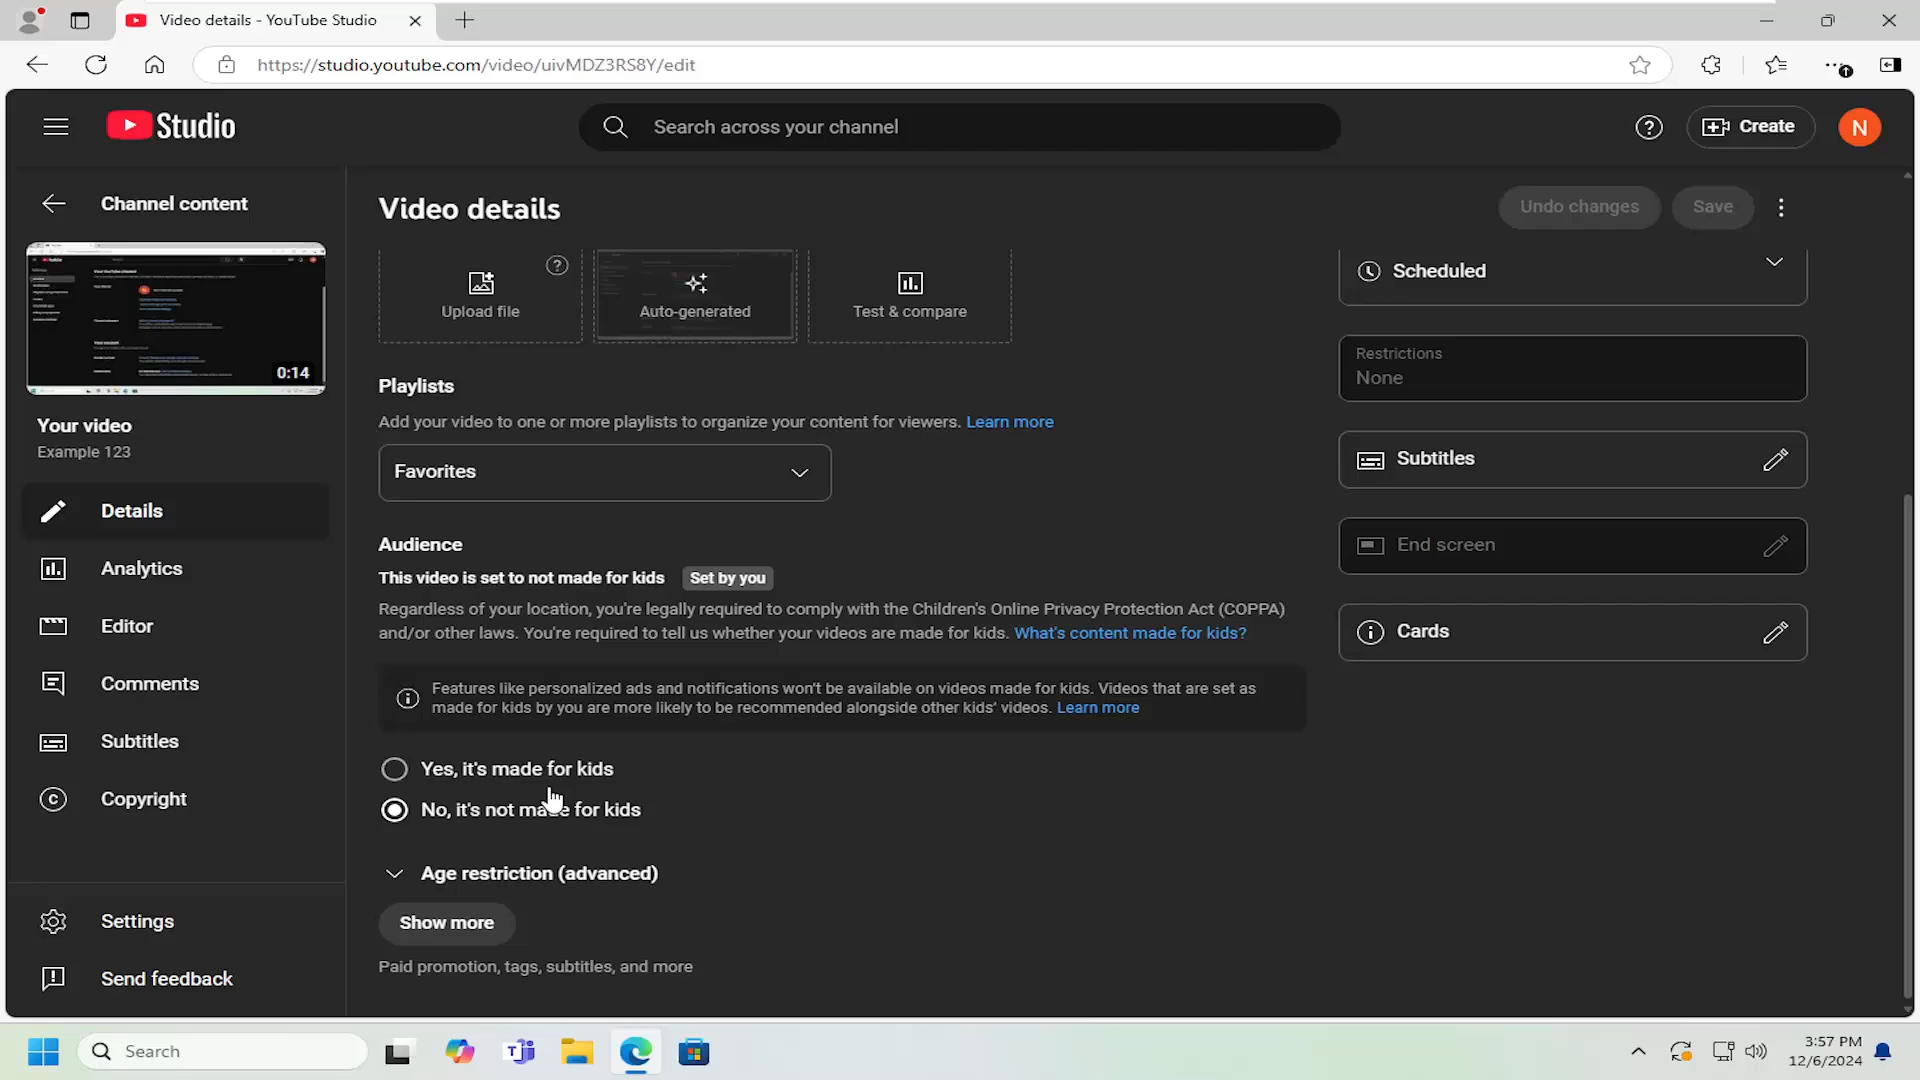 Video details - YouTube Studio
https://studio.youtube.com/video/uivMDZ3RS8Y/edit
Studio
Search across your channel
Create
N
Channel content
0:14
Your video
Example 123
Details
Analytics
Editor
Comments
Subtitles
Copyright
Settings
Send feedback
Video details
Undo changes
Save
Upload file
Auto-generated
Test & compare
Playlists
Add your video to one or more playlists to organize your content for viewers. Learn more
Favorites
Audience
This video is set to not made for kids Set by you
Regardless of your location, you're legally required to comply with the Children's Online Privacy Protection Act (COPPA)
and/or other laws. You're required to tell us whether your videos are made for kids. What's content made for kids?
Features like personalized ads and notifications won't be available on videos made for kids. Videos that are set as
made for kids by you are more likely to be recommended alongside other kids' videos. Learn more
Yes, it's made for kids
No, it's not made for kids
Age restriction (advanced)
Show more
Paid promotion, tags, subtitles, and more
Scheduled
Restrictions
None
Subtitles
End screen
Cards
Search
3:57 PM
12/6/2024